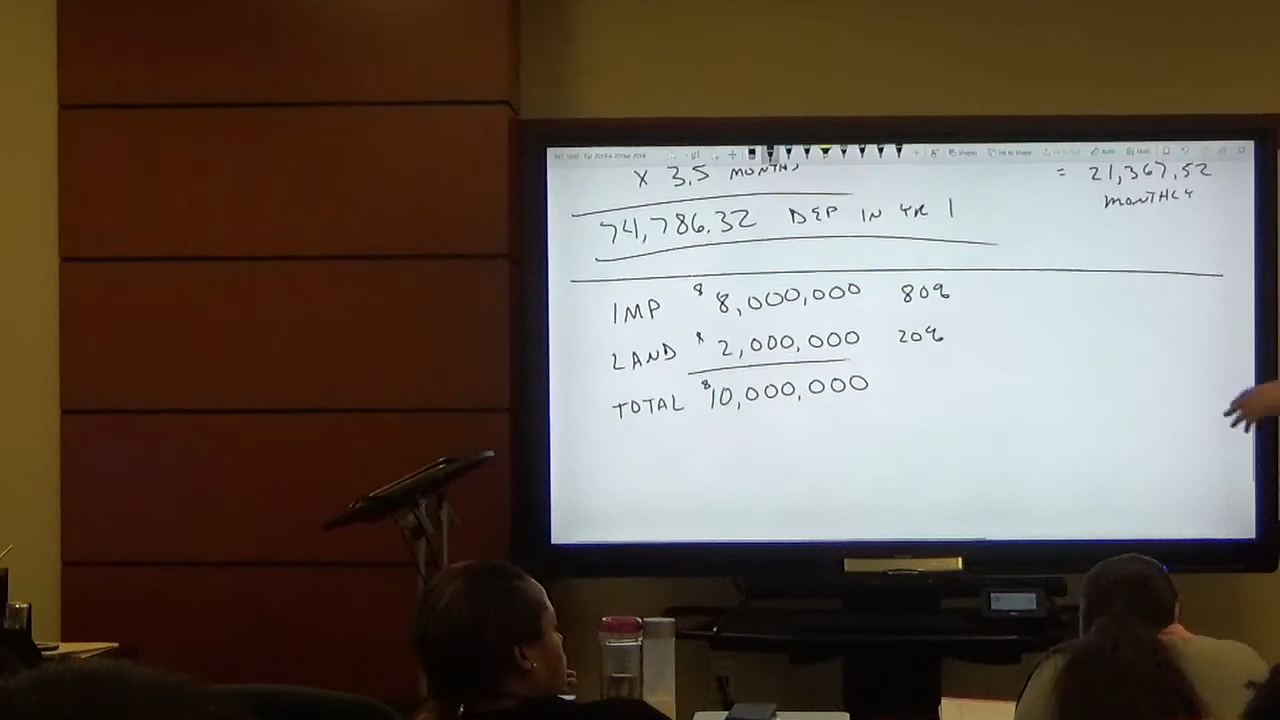 X 3.5 MONTHS
= 21,367.52
MONTHLY
74,786.32 DEP IN YR 1
IMP $ 8,000,000 80%
LAND $ 2,000,000 20%
TOTAL $10,000,000